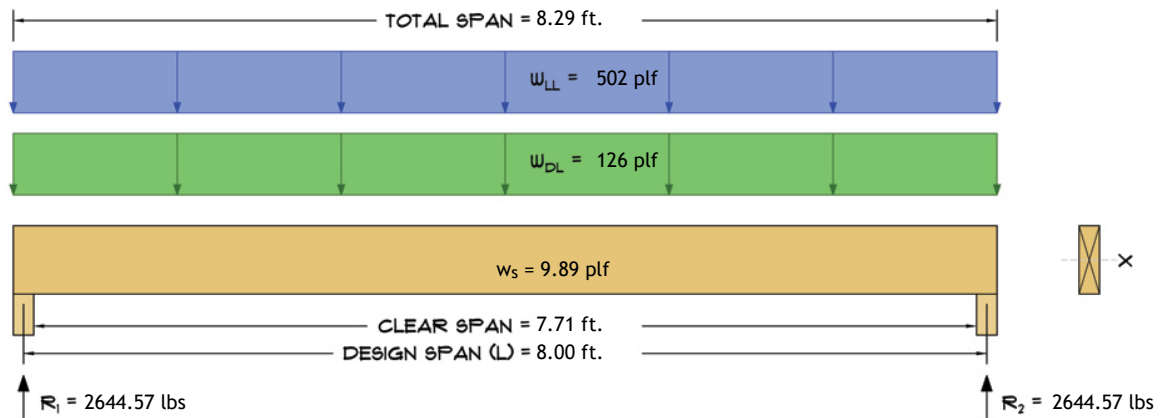 TOTAL SPAN = 8.29 ft.
wLL = 502 plf
wDL = 126 plf
ws = 9.89 plf
X
CLEAR SPAN = 7.71 ft.
DESIGN SPAN (L) = 8.00 ft.
R1 = 2644.57 lbs
R2 = 2644.57 lbs